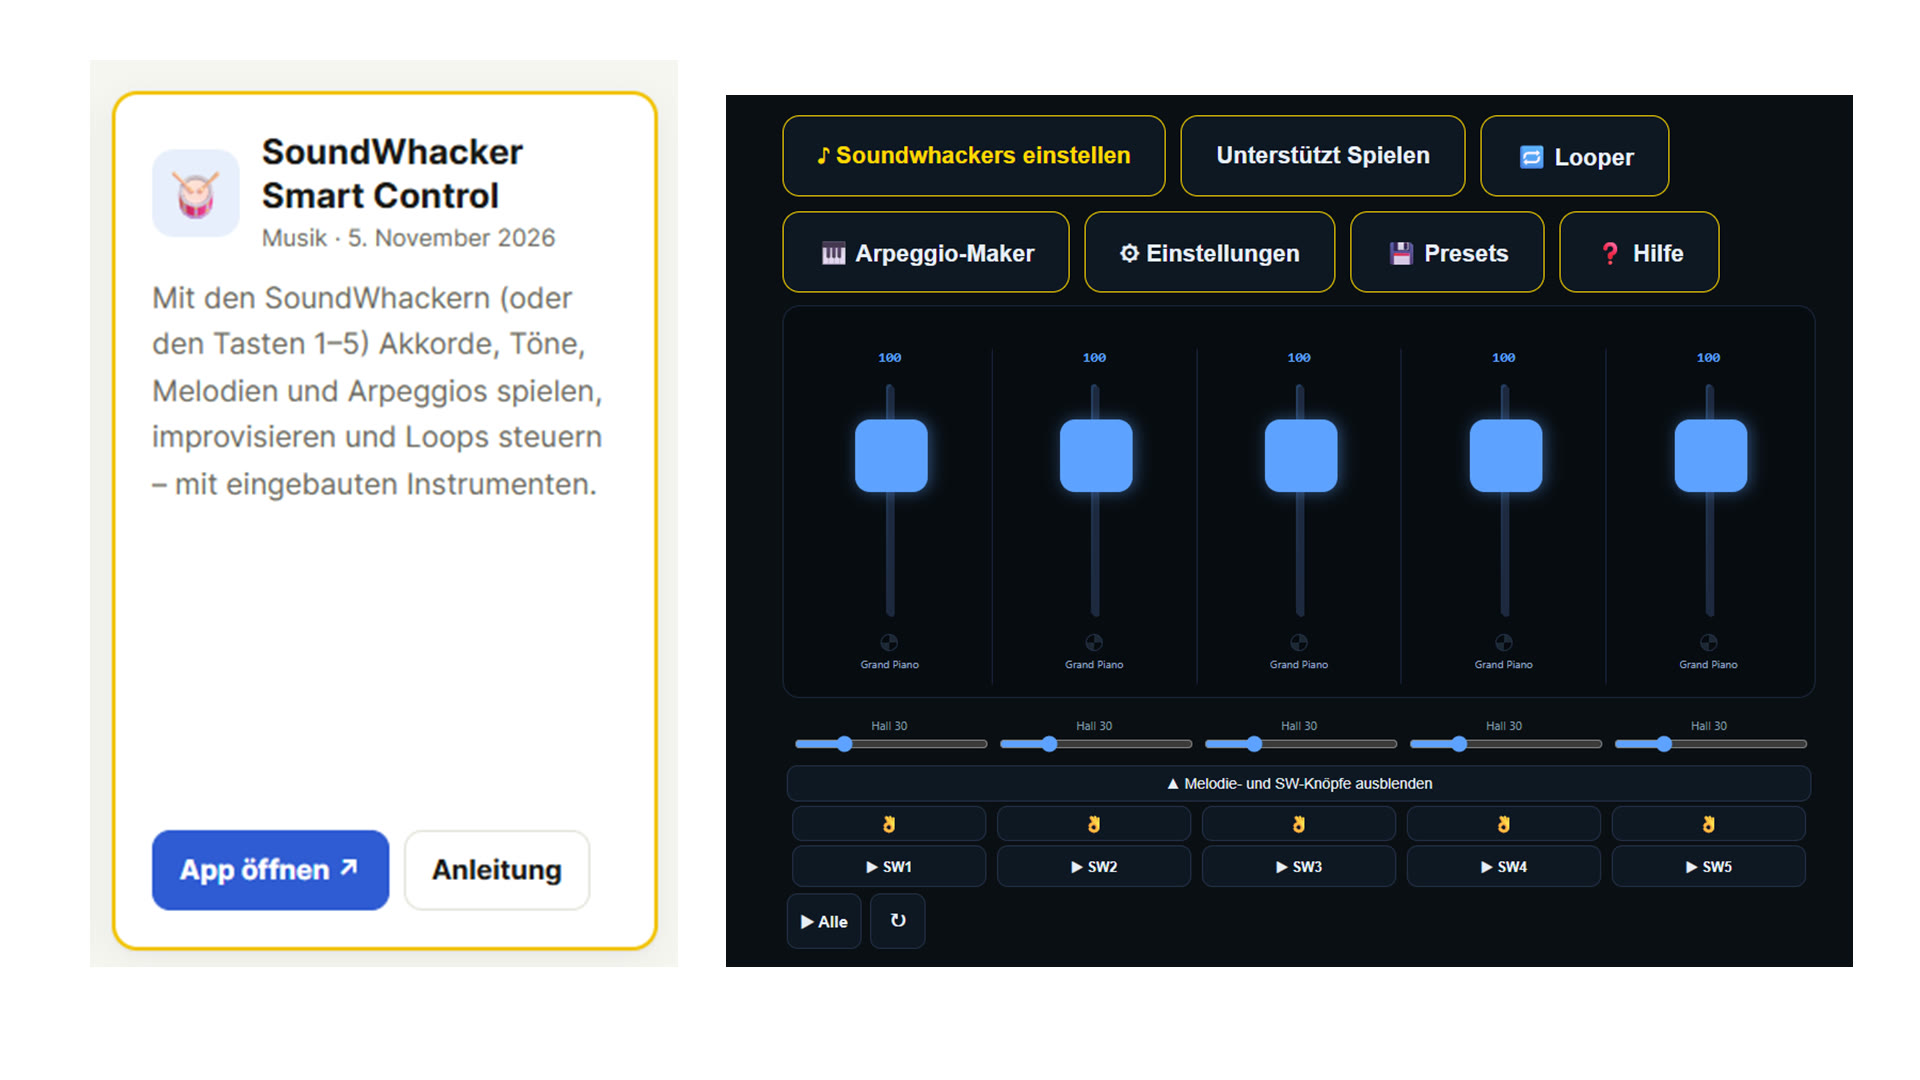 SoundWhacker
Smart Control
Musik · 5. November 2026
Mit den SoundWhackern (oder
den Tasten 1–5) Akkorde, Töne,
Melodien und Arpeggios spielen,
improvisieren und Loops steuern
– mit eingebauten Instrumenten.
App öffnen ↗ Anleitung
♪ Soundwhackers einstellen Unterstützt Spielen 🔁 Looper
🎹 Arpeggio-Maker ⚙ Einstellungen 💾 Presets ❓ Hilfe
100 100 100 100 100
Grand Piano Grand Piano Grand Piano Grand Piano Grand Piano
Hall 30 Hall 30 Hall 30 Hall 30 Hall 30
▲ Melodie- und SW-Knöpfe ausblenden
👌 👌 👌 👌 👌
▶ SW1 ▶ SW2 ▶ SW3 ▶ SW4 ▶ SW5
▶ Alle ↻